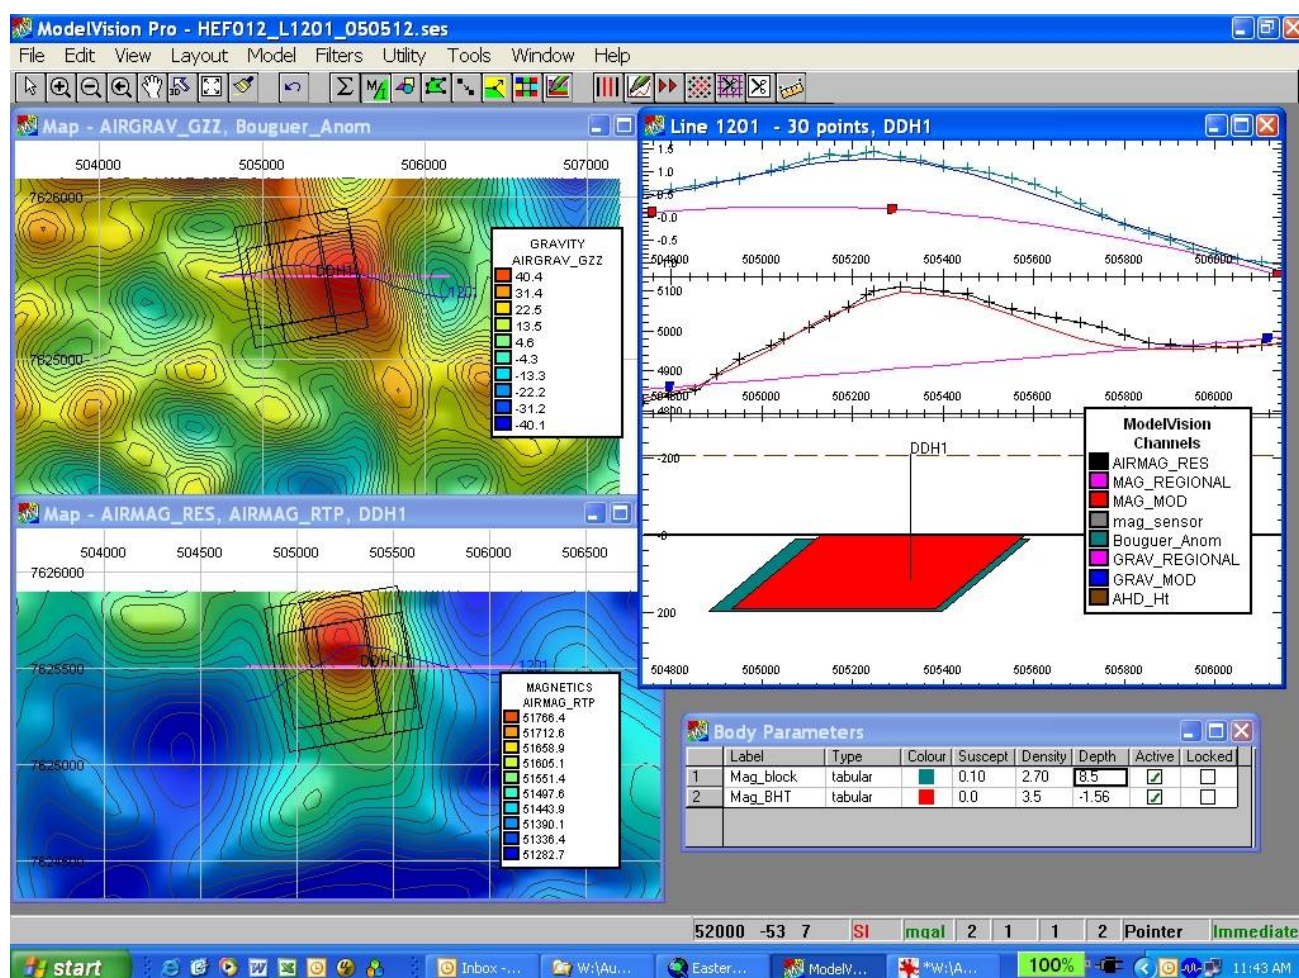 ModelVision Pro - HEF012_L1201_050512.ses
File Edit View Layout Model Filters Utility Tools Window Help
Map - AIRGRAV_GZZ, Bouguer_Anom
504000 505000 506000 507000
7626000
7625000
DDH1
GRAVITY
AIRGRAV_GZZ
40.4
31.4
22.5
13.5
4.6
-4.3
-13.3
-22.2
-31.2
-40.1
Map - AIRMAG_RES, AIRMAG_RTP, DDH1
504000 504500 505000 505500 506000 506500
7626000
7625500
7625000
7624500
DDH1
1201
MAGNETICS
AIRMAG_RTP
51766.4
51712.6
51658.9
51605.1
51551.4
51497.6
51443.9
51390.1
51336.4
51282.7
Line 1201 - 30 points, DDH1
1.5
1.0
0.5
-0.0
-0.5
504800 505000 505200 505400 505600 505800 506000
5100
5000
4900
4800
504800 505000 505200 505400 505600 505800 506000
DDH1
-200
-0
200
504800 505000 505200 505400 505600 505800 506000
ModelVision
Channels
AIRMAG_RES
MAG_REGIONAL
MAG_MOD
mag_sensor
Bouguer_Anom
GRAV_REGIONAL
GRAV_MOD
AHD_Ht
Body Parameters
Label Type Colour Suscept Density Depth Active Locked
1 Mag_block tabular 0.10 2.70 8.5
2 Mag_BHT tabular 0.0 3.5 -1.56
52000 -53 7 SI mgal 2 1 1 2 Pointer Immediate
start Inbox -... W:\Au... Easter... ModelV... *W:\A... 100% 11:43 AM